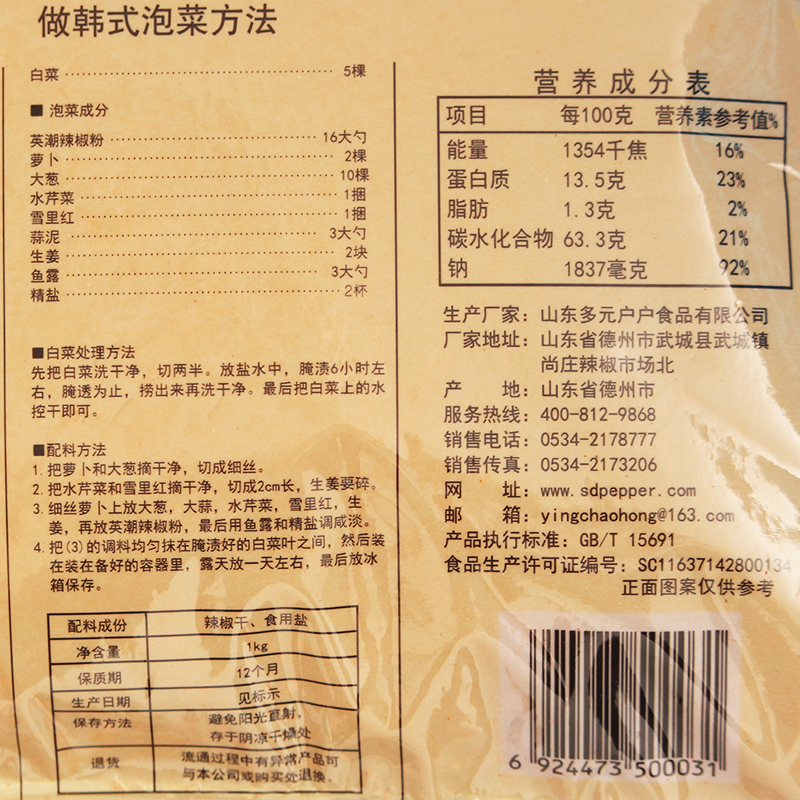 做韩式泡菜方法
白菜 5棵
■ 泡菜成分
英潮辣椒粉 16大勺
萝卜 2棵
大葱 10棵
水芹菜 1捆
雪里红 1捆
蒜泥 3大勺
生姜 2块
鱼露 3大勺
精盐 2杯
■白菜处理方法
先把白菜洗干净，切两半。放盐水中，腌渍6小时左
右，腌透为止，捞出来再洗干净。最后把白菜上的水
控干即可。
■配料方法
1. 把萝卜和大葱摘干净，切成细丝。
2. 把水芹菜和雪里红摘干净，切成2cm长，生姜要碎。
3. 细丝萝卜上放大葱，大蒜，水芹菜，雪里红，生
姜，再放英潮辣椒粉，最后用鱼露和精盐调咸淡。
4. 把(3)的调料均匀抹在腌渍好的白菜叶之间，然后装
在装在备好的容器里，露天放一天左右，最后放冰
箱保存。
配料成份 辣椒干、食用盐
净含量 1kg
保质期 12个月
生产日期 见标示
保存方法 避免阳光直射，
存于阴凉干燥处
退货 流通过程中有异常产品可
与本公司或购买处退换。
营养成分表
项目 每100克 营养素参考值%
能量 1354千焦 16%
蛋白质 13.5克 23%
脂肪 1.3克 2%
碳水化合物 63.3克 21%
钠 1837毫克 92%
生产厂家：山东多元户户食品有限公司
厂家地址：山东省德州市武城县武城镇
尚庄辣椒市场北
产 地：山东省德州市
服务热线：400-812-9868
销售电话：0534-2178777
销售传真：0534-2173206
网 址：www.sdpepper.com
邮 箱：yingchaohong@163.com
产品执行标准：GB/T 15691
食品生产许可证编号：SC11637142800134
正面图案仅供参考
6 924473 500031